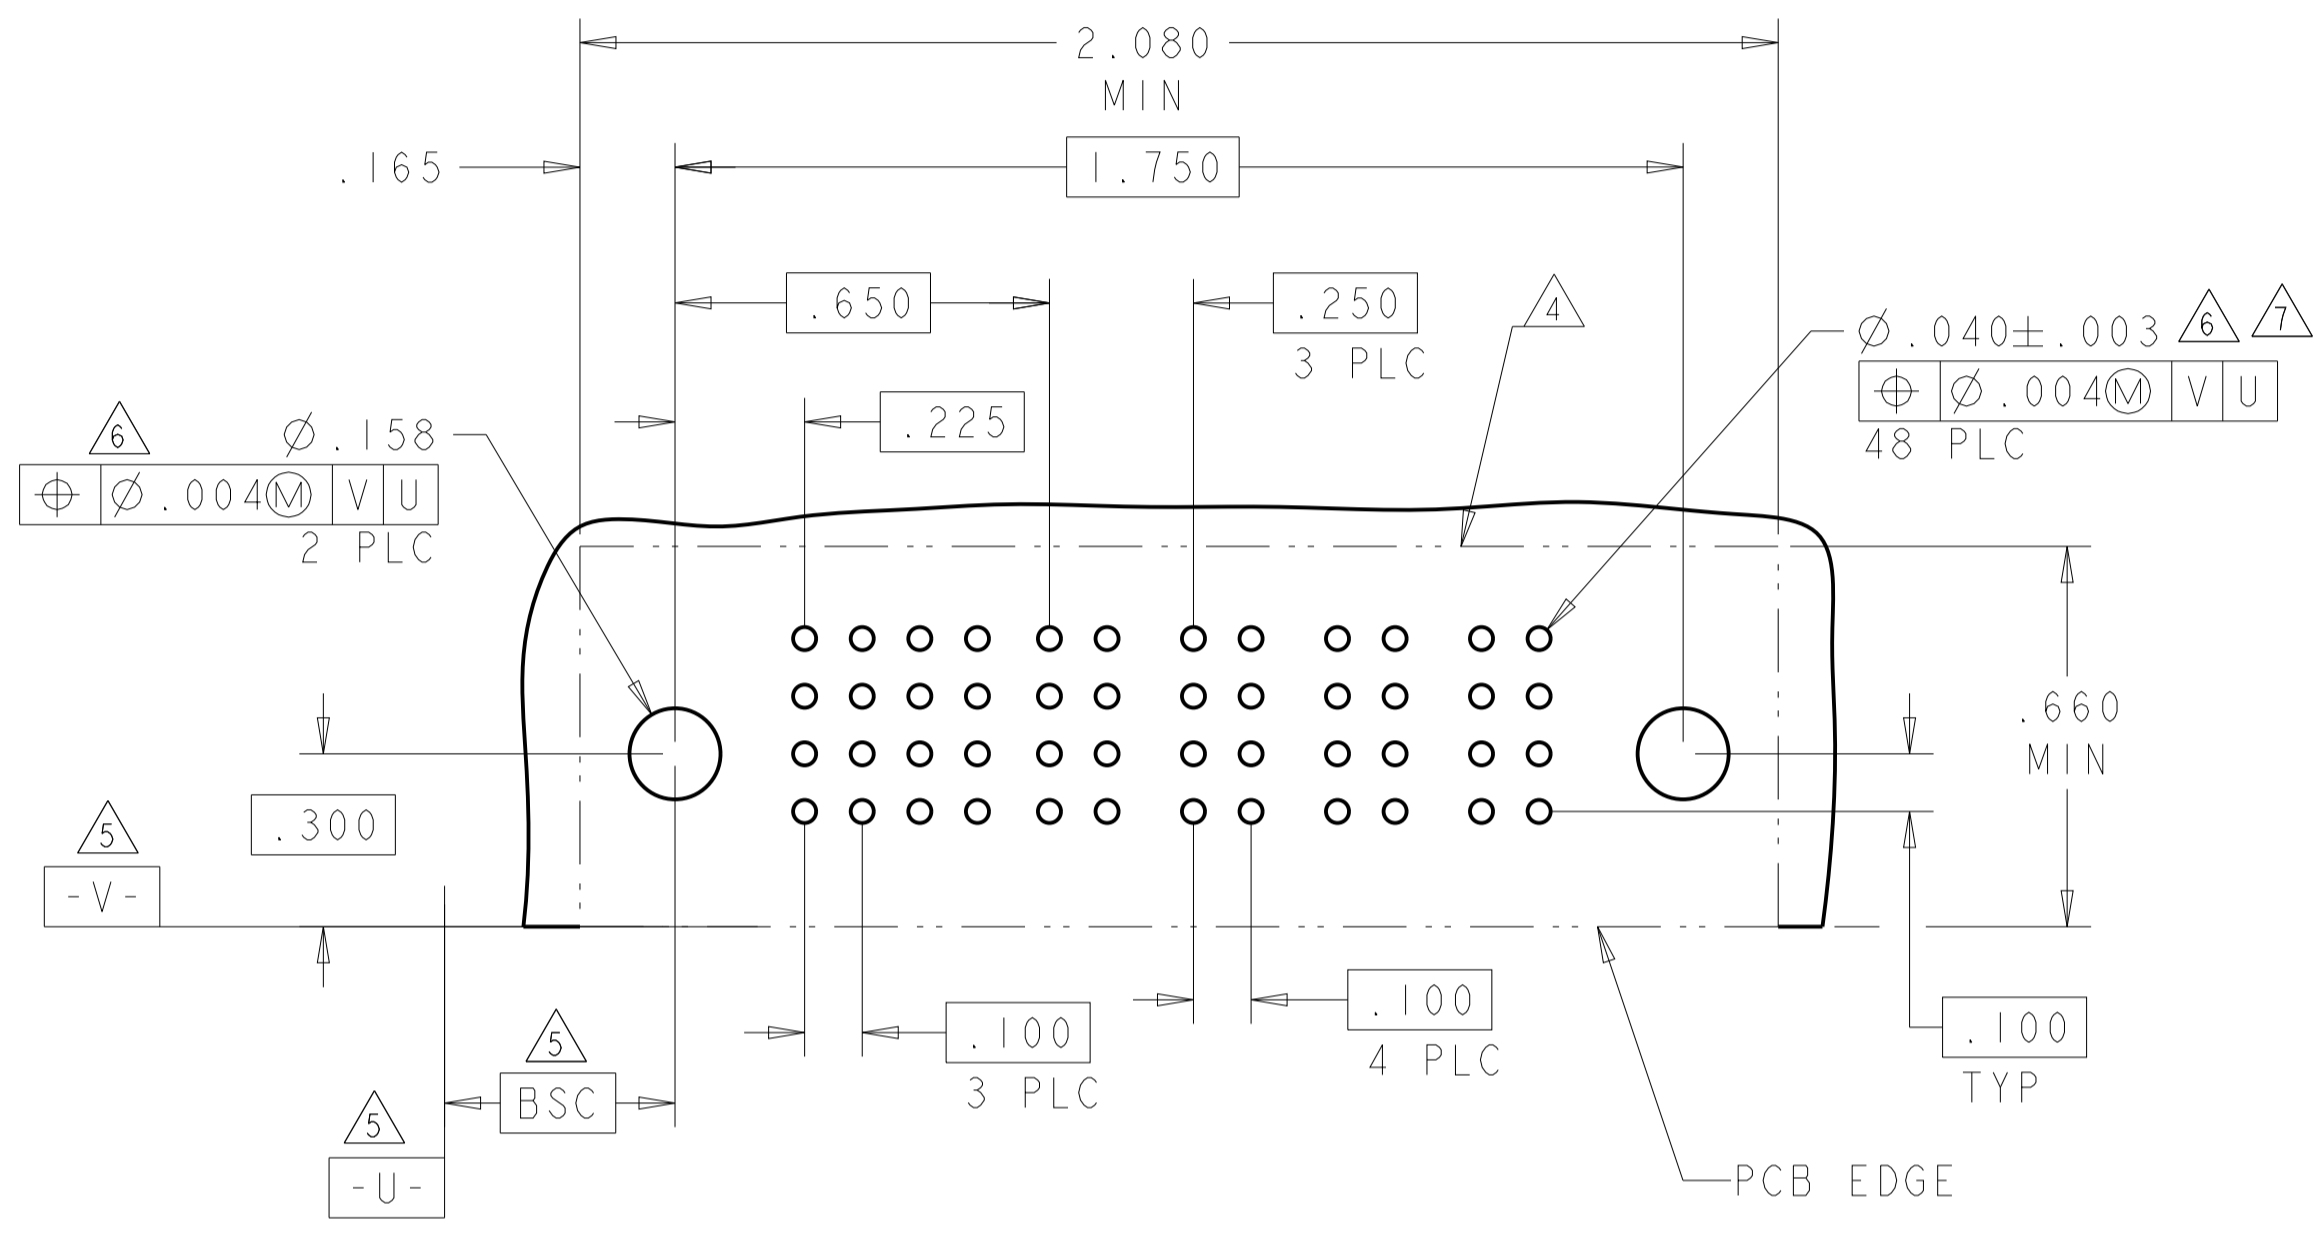 2.080
MIN
.165
1.750
.650
.250
3 PLC
4
⌀.040±.003 6 7
⌖ ⌀.004Ⓜ V U
48 PLC
.225
6 ⌀.158
⌖ ⌀.004Ⓜ V U
2 PLC
.660
MIN
.300
5
-V-
.100
3 PLC
.100
4 PLC
.100
TYP
5
BSC
5
-U-
PCB EDGE